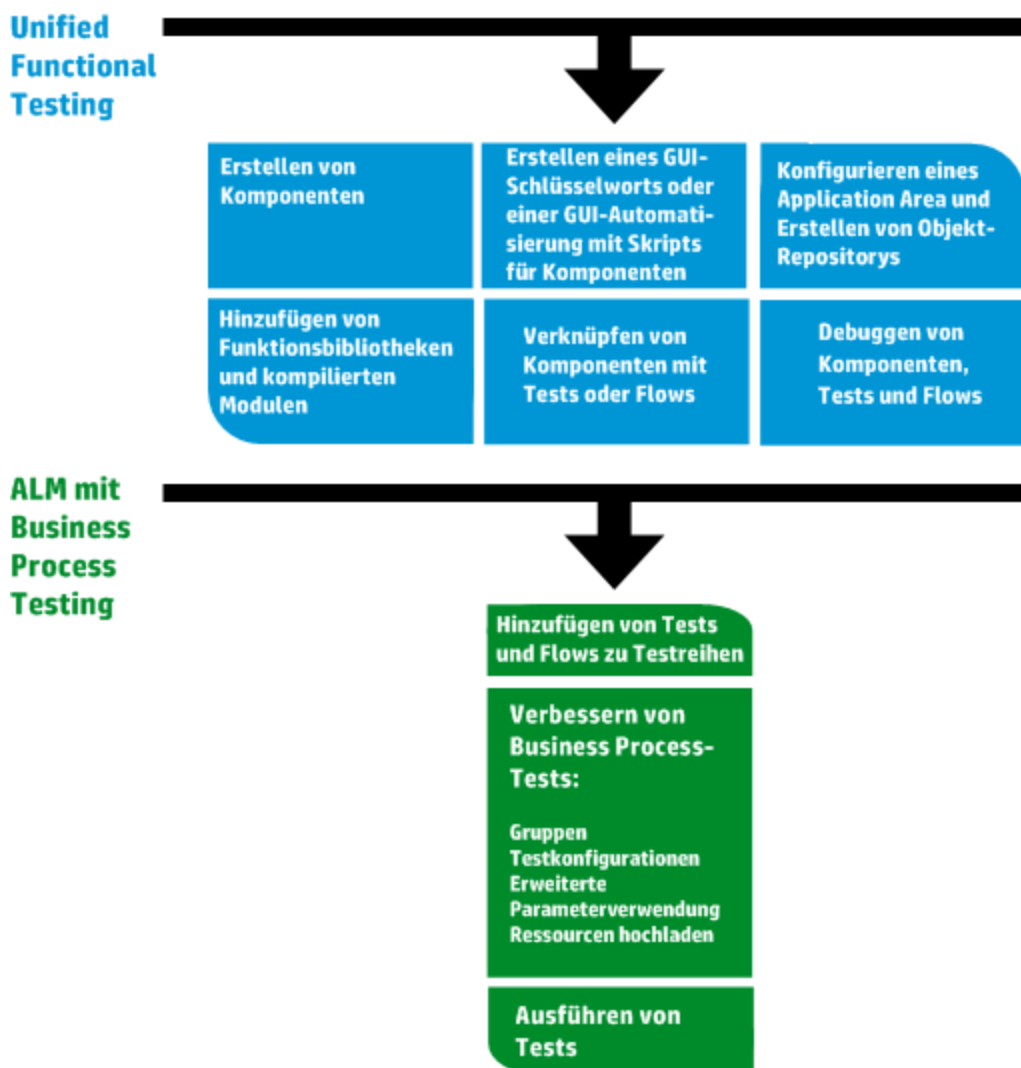 Unified
Functional
Testing
Erstellen von
Komponenten
Erstellen eines GUI-
Schlüsselworts oder
einer GUI-Automati-
sierung mit Skripts
für Komponenten
Konfigurieren eines
Application Area und
Erstellen von Objekt-
Repositorys
Hinzufügen von
Funktionsbibliotheken
und kompilierten
Modulen
Verknüpfen von
Komponenten mit
Tests oder Flows
Debuggen von
Komponenten,
Tests und Flows
ALM mit
Business
Process
Testing
Hinzufügen von Tests
und Flows zu Testreihen
Verbessern von
Business Process-
Tests:
Gruppen
Testkonfigurationen
Erweiterte
Parameterverwendung
Ressourcen hochladen
Ausführen von
Tests